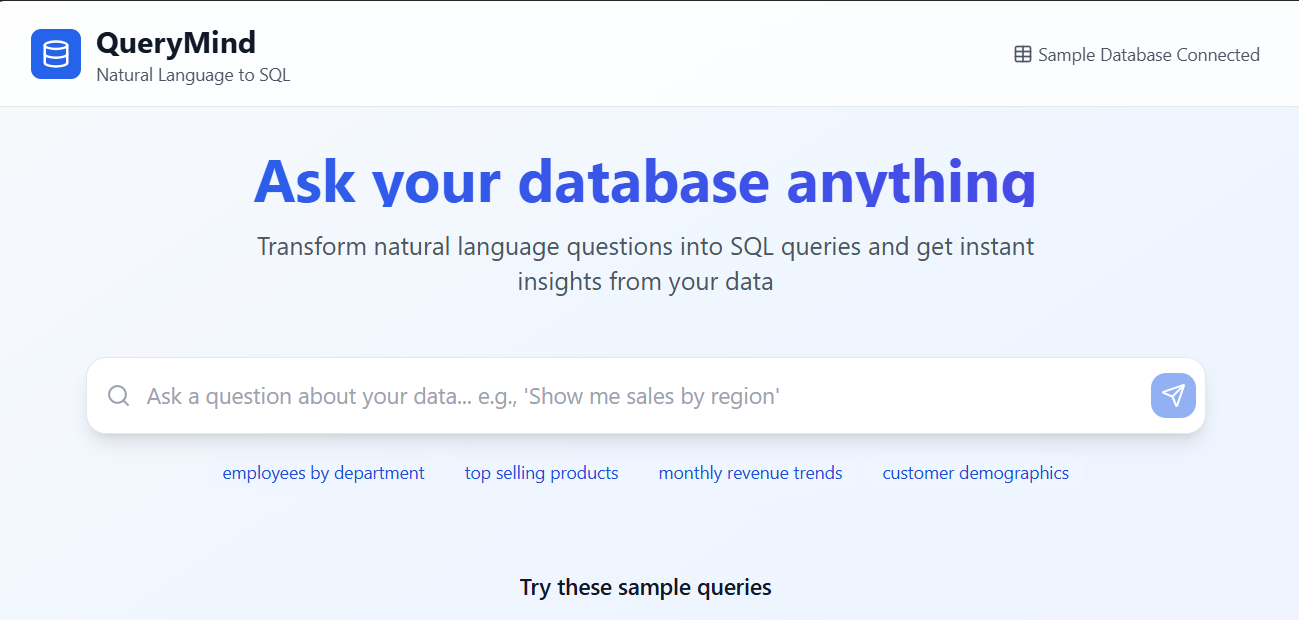 QueryMind
Natural Language to SQL
Sample Database Connected
Ask your database anything
Transform natural language questions into SQL queries and get instant
insights from your data
Ask a question about your data... e.g., 'Show me sales by region'
employees by department
top selling products
monthly revenue trends
customer demographics
Try these sample queries